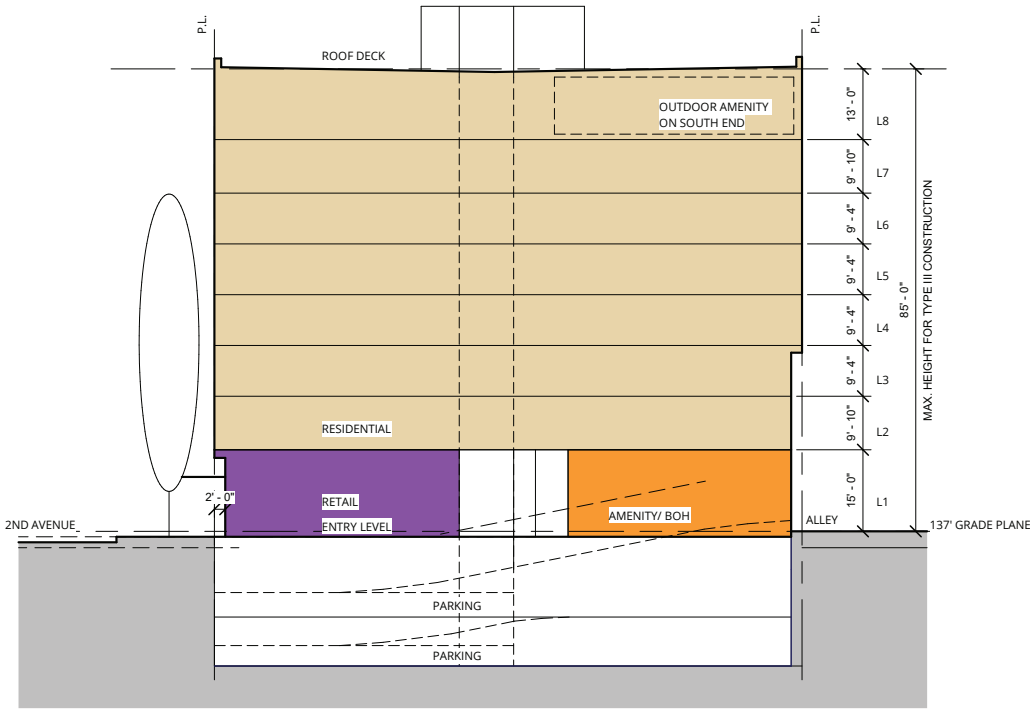 P.L.
P.L.
ROOF DECK
OUTDOOR AMENITY
ON SOUTH END
13' - 0"
L8
9' - 10"
L7
9' - 4"
L6
9' - 4"
L5
9' - 4"
L4
9' - 4"
L3
9' - 10"
L2
15' - 0"
L1
85' - 0"
MAX. HEIGHT FOR TYPE III CONSTRUCTION
RESIDENTIAL
RETAIL
2' - 0"
ENTRY LEVEL
AMENITY/ BOH
2ND AVENUE
ALLEY
137' GRADE PLANE
PARKING
PARKING